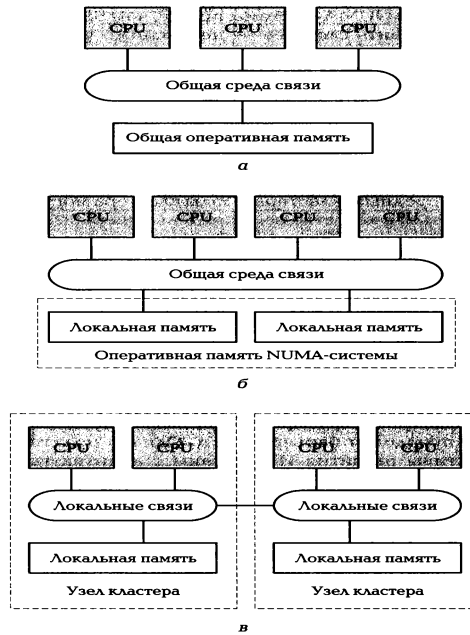 CPU CPU CPU
Общая среда связи
Общая оперативная память
а
CPU CPU CPU CPU
Общая среда связи
Локальная память Локальная память
Оперативная память NUMA-системы
б
CPU CPU CPU CPU
Локальные связи Локальные связи
Локальная память Локальная память
Узел кластера Узел кластера
в